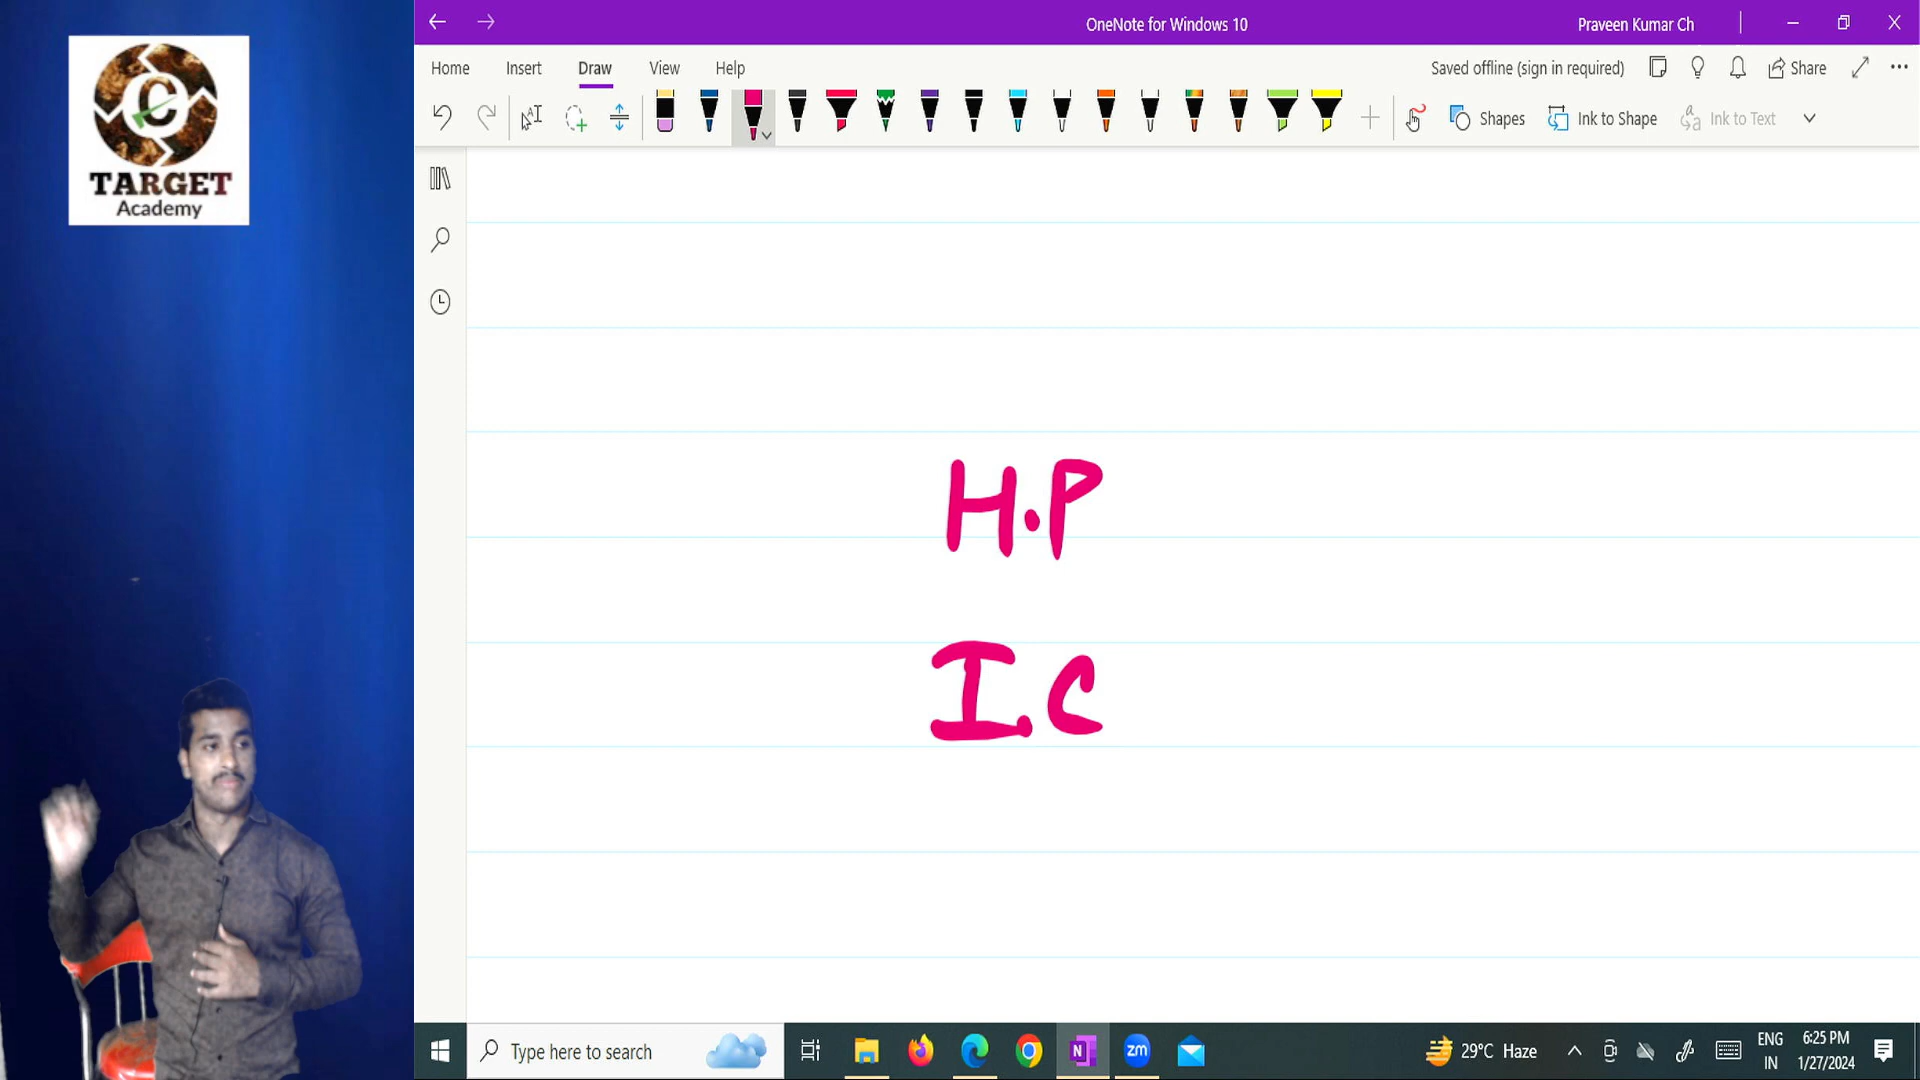 OneNote for Windows 10
Praveen Kumar Ch
C
TARGET
Academy
Home Insert Draw View Help
Saved offline (sign in required)
Share
Shapes
Ink to Shape
Ink to Text
H.P
I.C
Type here to search
N
zm
29°C Haze
ENG
IN
6:25 PM
1/27/2024